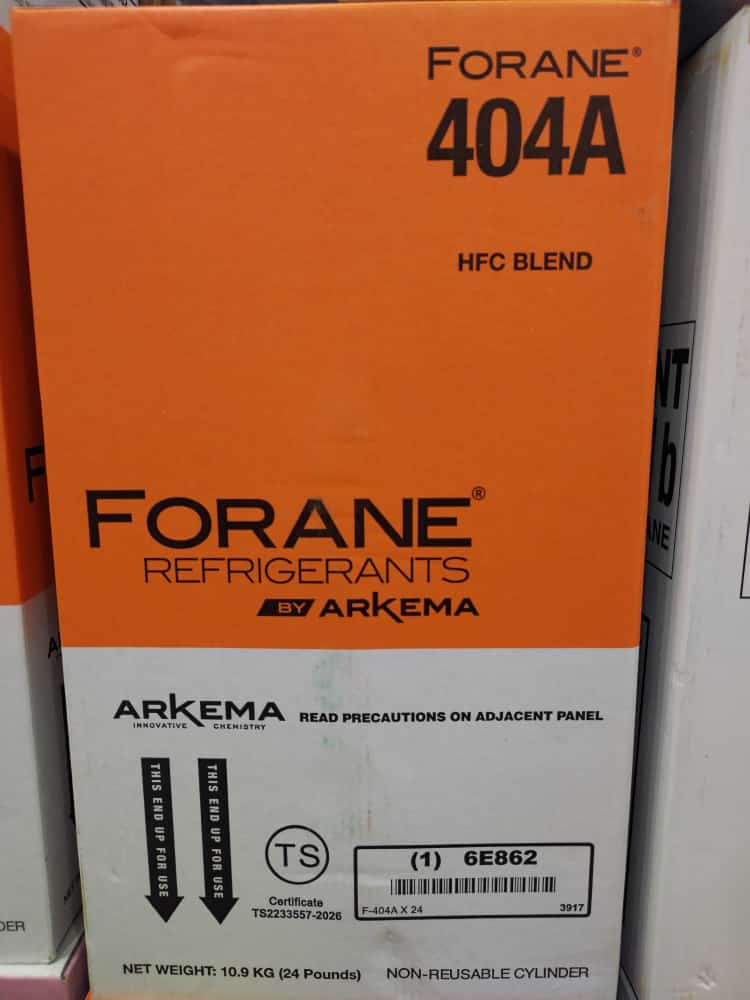 FORANE®
404A
HFC BLEND
FORANE®
REFRIGERANTS
BY ARKEMA
ARKEMA
INNOVATIVE CHEMISTRY
READ PRECAUTIONS ON ADJACENT PANEL
THIS END UP FOR USE
THIS END UP FOR USE
TS
Certificate
TS2233557-2026
(1) 6E862
F-404A X 24
3917
NET WEIGHT: 10.9 KG (24 Pounds)
NON-REUSABLE CYLINDER